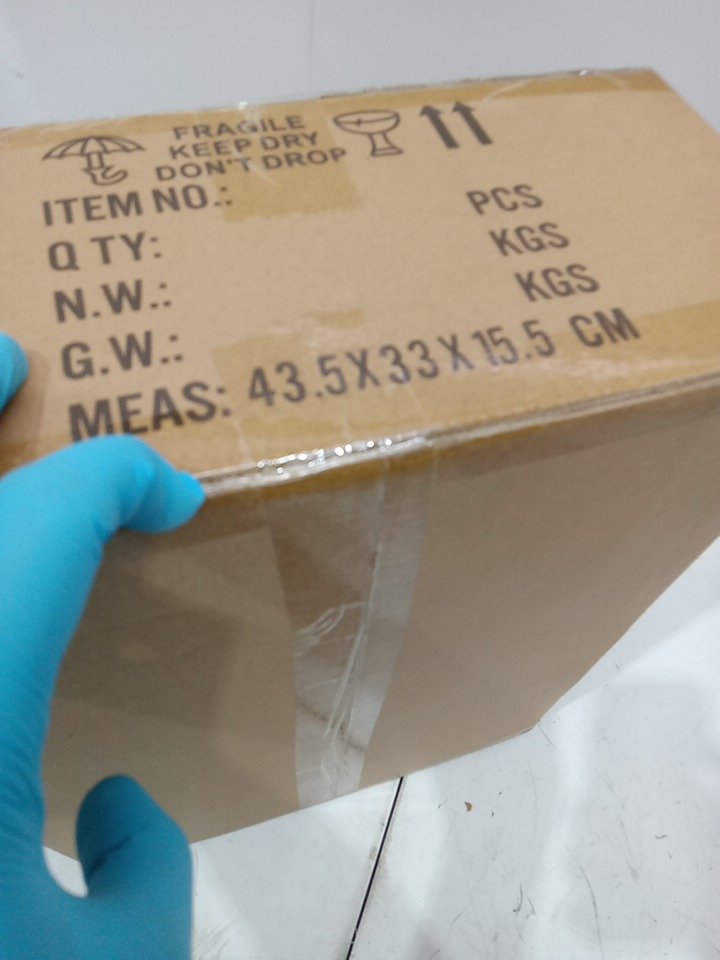 FRAGILE
KEEP DRY
DON'T DROP
ITEM NO.:
Q TY: PCS
N.W.: KGS
G.W.: KGS
MEAS: 43.5X33X15.5 CM